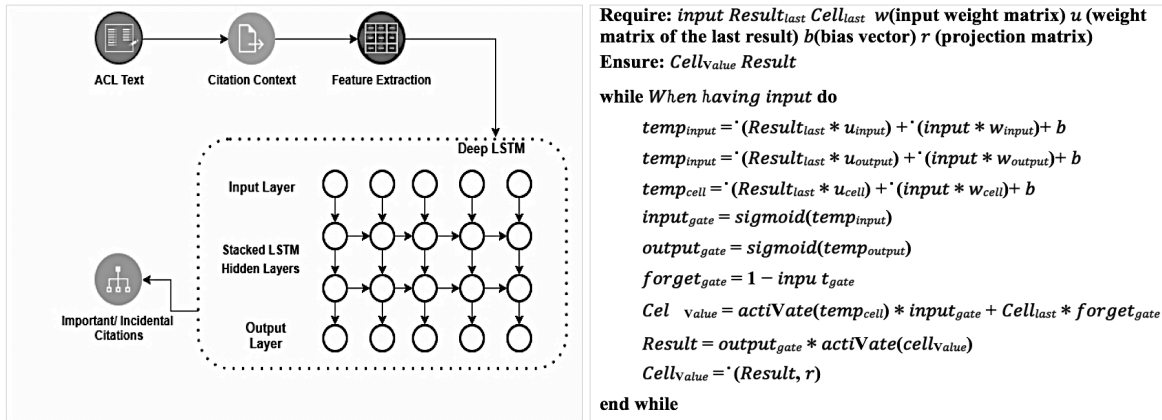 ACL Text
Citation Context
Feature Extraction
Deep LSTM
Input Layer
Stacked LSTM
Hidden Layers
Output
Layer
Important/ Incidental
Citations
Require: input Result_last Cell_last w(input weight matrix) u (weight
matrix of the last result) b(bias vector) r (projection matrix)
Ensure: Cell_Value Result
while When having input do
temp_input = ˙(Result_last * u_input) + ˙(input * w_input)+ b
temp_input = ˙(Result_last * u_output) + ˙(input * w_output)+ b
temp_cell = ˙(Result_last * u_cell) + ˙(input * w_cell)+ b
input_gate = sigmoid(temp_input)
output_gate = sigmoid(temp_output)
forget_gate = 1 − inpu t_gate
Cel _Value = actiVate(temp_cell) * input_gate + Cell_last * forget_gate
Result = output_gate * actiVate(cell_Value)
Cell_Value = ˙(Result, r)
end while